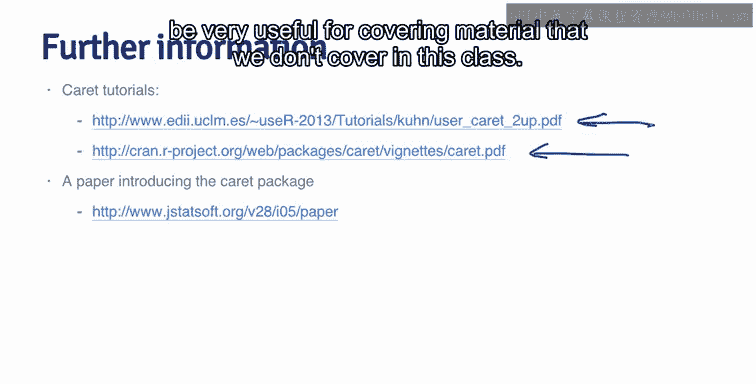 be very useful for covering material that
we don't cover in this class.
Further information
· Caret tutorials:
- http://www.edii.uclm.es/~useR-2013/Tutorials/kuhn/user_caret_2up.pdf
- http://cran.r-project.org/web/packages/caret/vignettes/caret.pdf
· A paper introducing the caret package
- http://www.jstatsoft.org/v28/i05/paper